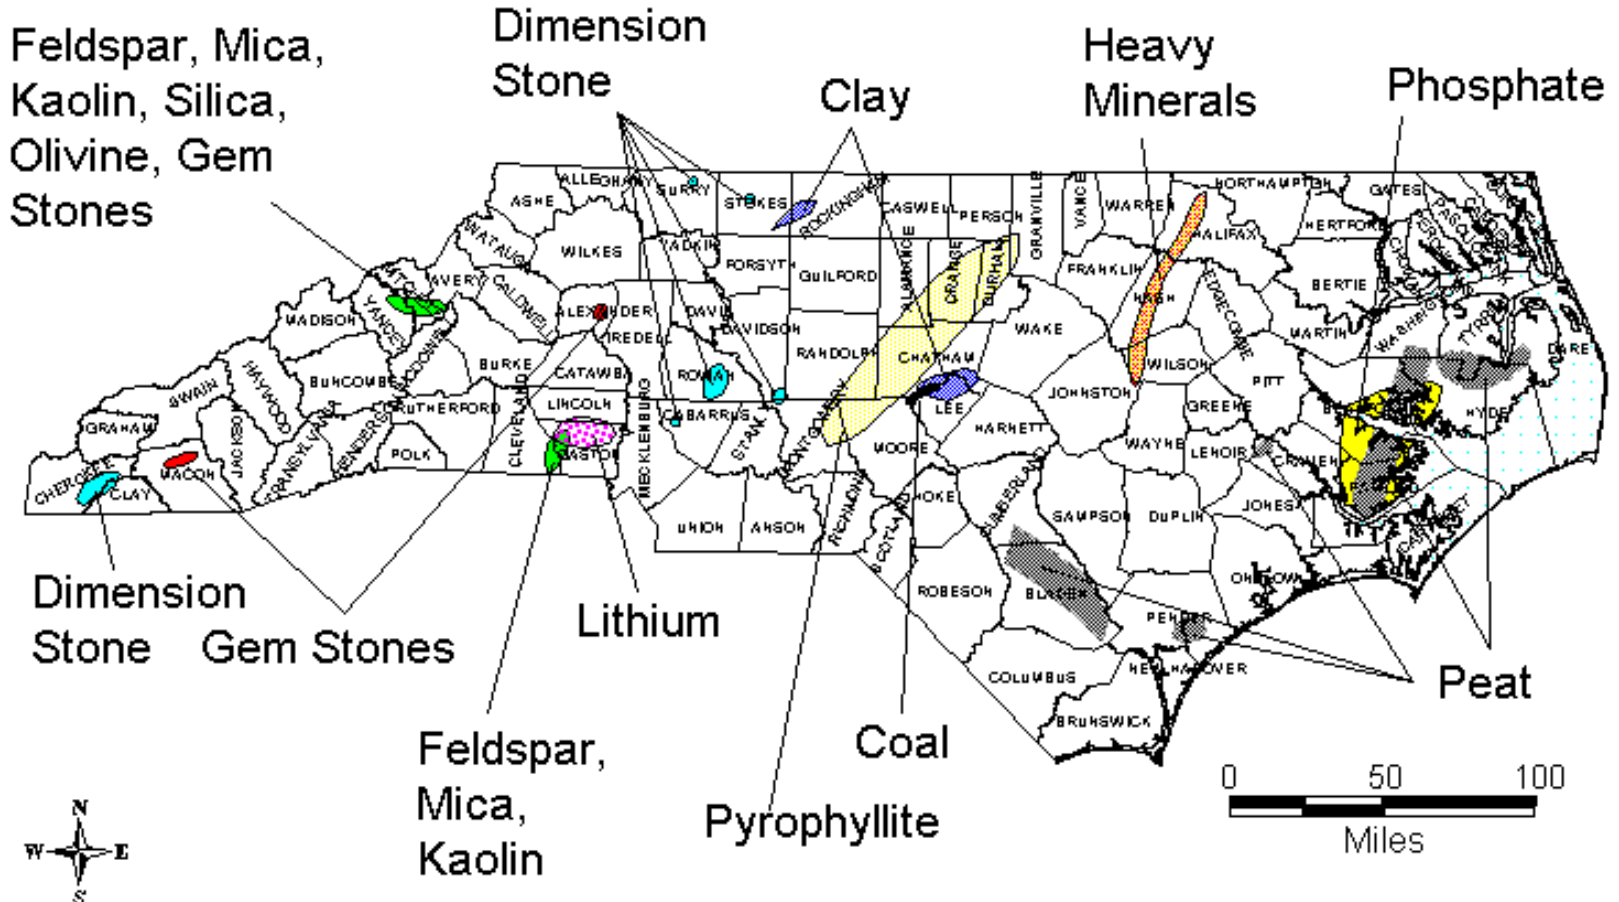 Feldspar, Mica,
Kaolin, Silica,
Olivine, Gem
Stones
Dimension
Stone
Clay
Heavy
Minerals
Phosphate
ASHE
ALLEGHANY
SURRY
STOKES
ROCKINGHAM
CASWELL
PERSON
GRANVILLE
VANCE
WARREN
NORTHAMPTON
GATES
HERTFORD
HALIFAX
WATAUGA
WILKES
YADKIN
FORSYTH
GUILFORD
ALAMANCE
ORANGE
DURHAM
FRANKLIN
NASH
EDGECOMBE
BERTIE
MARTIN
WASHINGTON
TYRRELL
DARE
AVERY
CALDWELL
ALEXANDER
IREDELL
DAVIE
DAVIDSON
RANDOLPH
CHATHAM
WAKE
WILSON
PITT
HYDE
MADISON
YANCEY
MCDOWELL
BURKE
CATAWBA
ROWAN
HAYWOOD
BUNCOMBE
SWAIN
GRAHAM
JACKSON
TRANSYLVANIA
HENDERSON
RUTHERFORD
POLK
CLEVELAND
LINCOLN
GASTON
MECKLENBURG
CABARRUS
STANLY
MONTGOMERY
MOORE
LEE
HARNETT
JOHNSTON
GREENE
WAYNE
LENOIR
CRAVEN
CHEROKEE
CLAY
MACON
UNION
ANSON
RICHMOND
SCOTLAND
HOKE
CUMBERLAND
SAMPSON
DUPLIN
JONES
ONSLOW
ROBESON
BLADEN
PENDER
NEW HANOVER
COLUMBUS
BRUNSWICK
Dimension
Stone
Gem Stones
Lithium
Feldspar,
Mica,
Kaolin
Pyrophyllite
Coal
Peat
0 50 100
Miles
N
W E
S